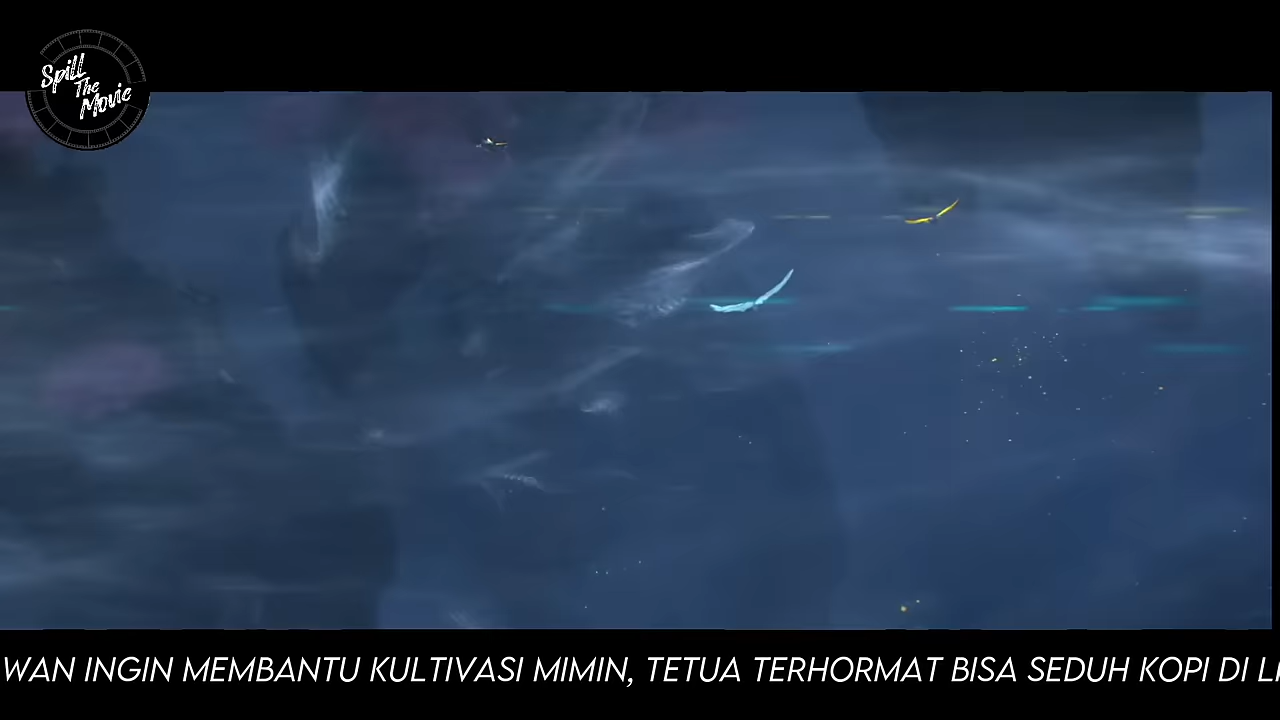 Spill
The
Movie
WAN INGIN MEMBANTU KULTIVASI MIMIN, TETUA TERHORMAT BISA SEDUH KOPI DI